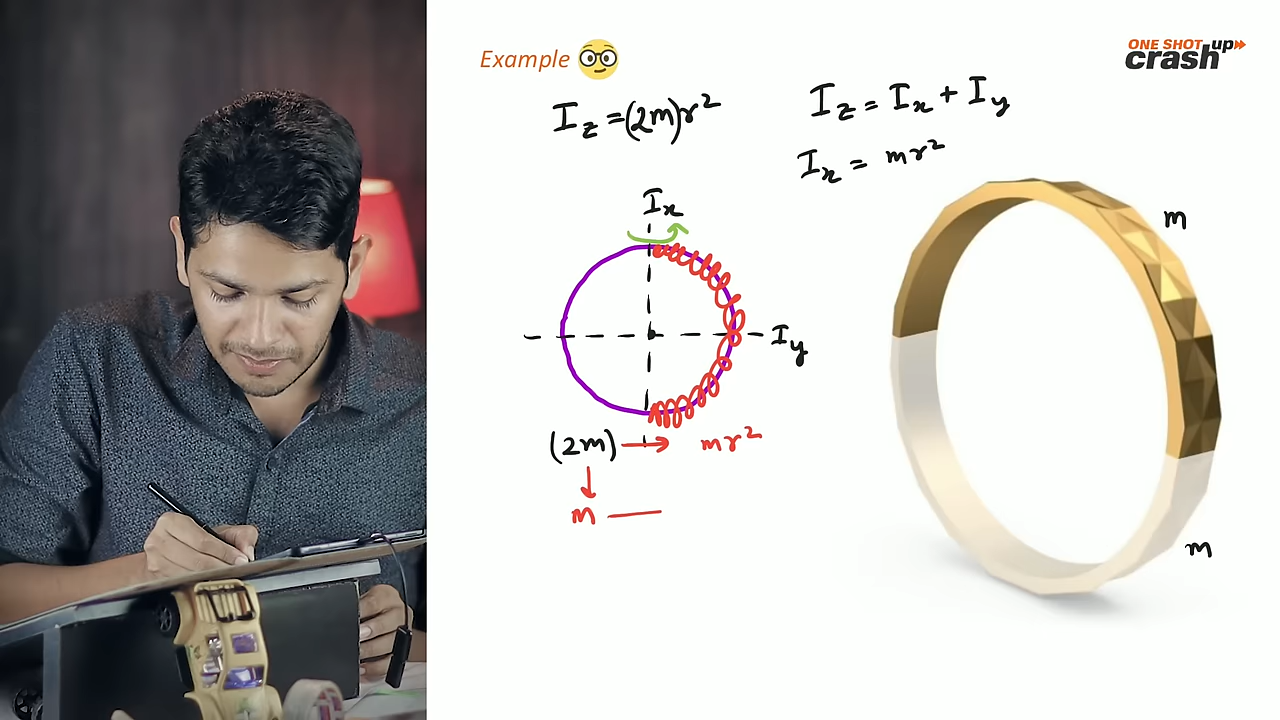 Example
ONE SHOT
crash up
I_z = (2m)r²
I_z = I_x + I_y
I_x = mr²
I_x
m
I_y
(2m) → mr²
↓
m —
m